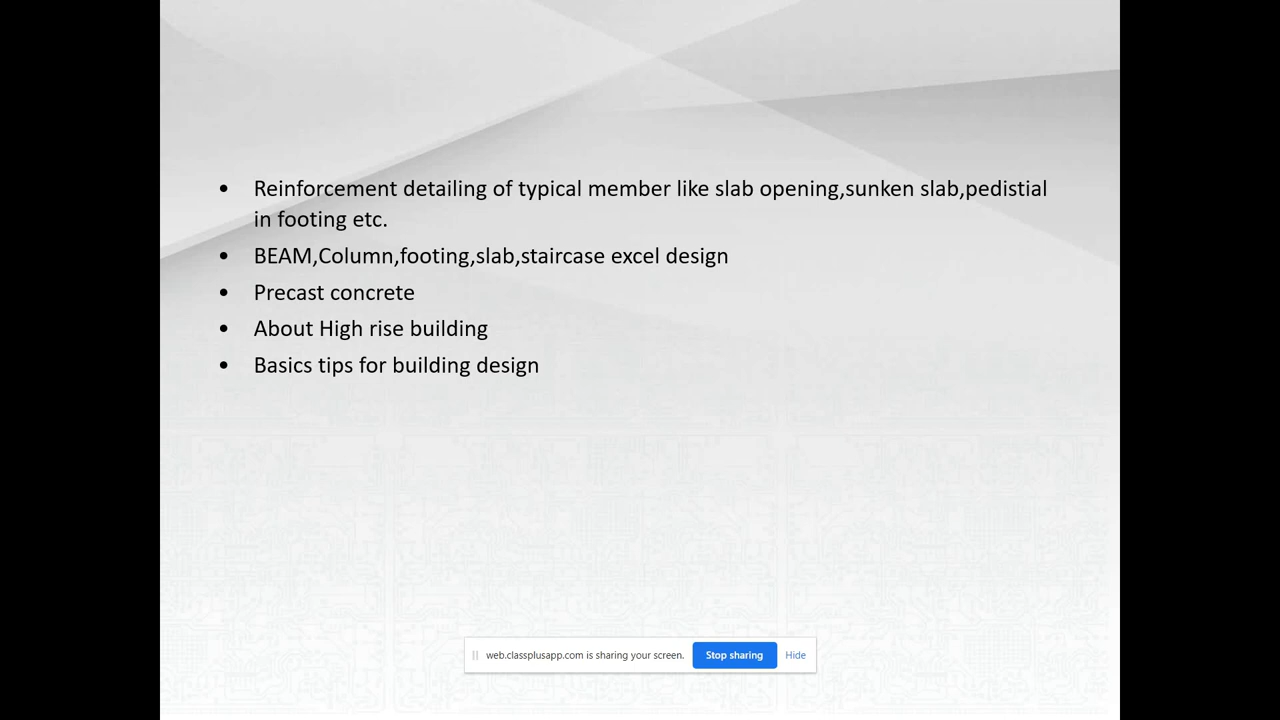 • Reinforcement detailing of typical member like slab opening,sunken slab,pedistial
in footing etc.
• BEAM,Column,footing,slab,staircase excel design
• Precast concrete
• About High rise building
• Basics tips for building design
web.classplusapp.com is sharing your screen. Stop sharing Hide